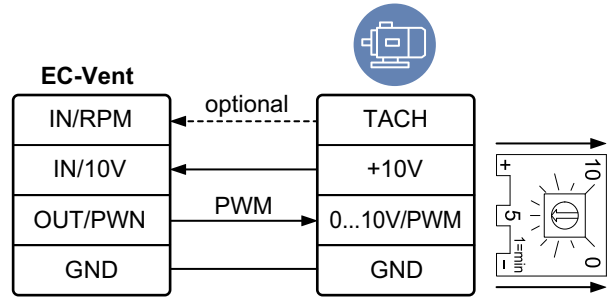 EC-Vent
IN/RPM
optional
TACH
IN/10V
+10V
OUT/PWN
PWM
0...10V/PWM
GND
GND
+
10
5
1=min
-
0